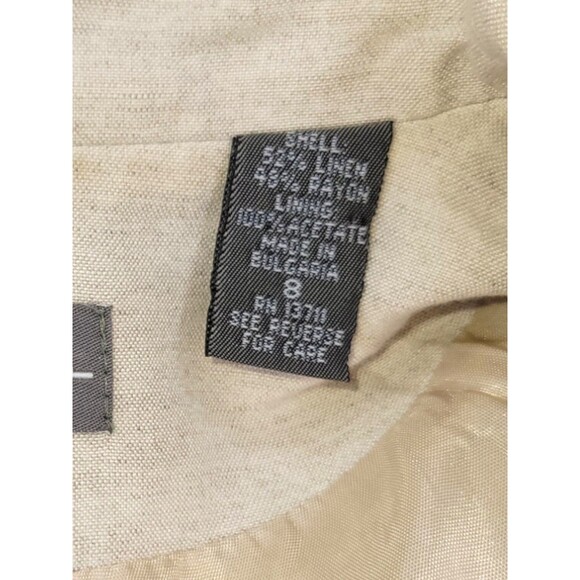 SHELL
52% LINEN
48% RAYON
LINING
100% ACETATE
MADE IN
BULGARIA
8
RN 13711
SEE REVERSE
FOR CARE